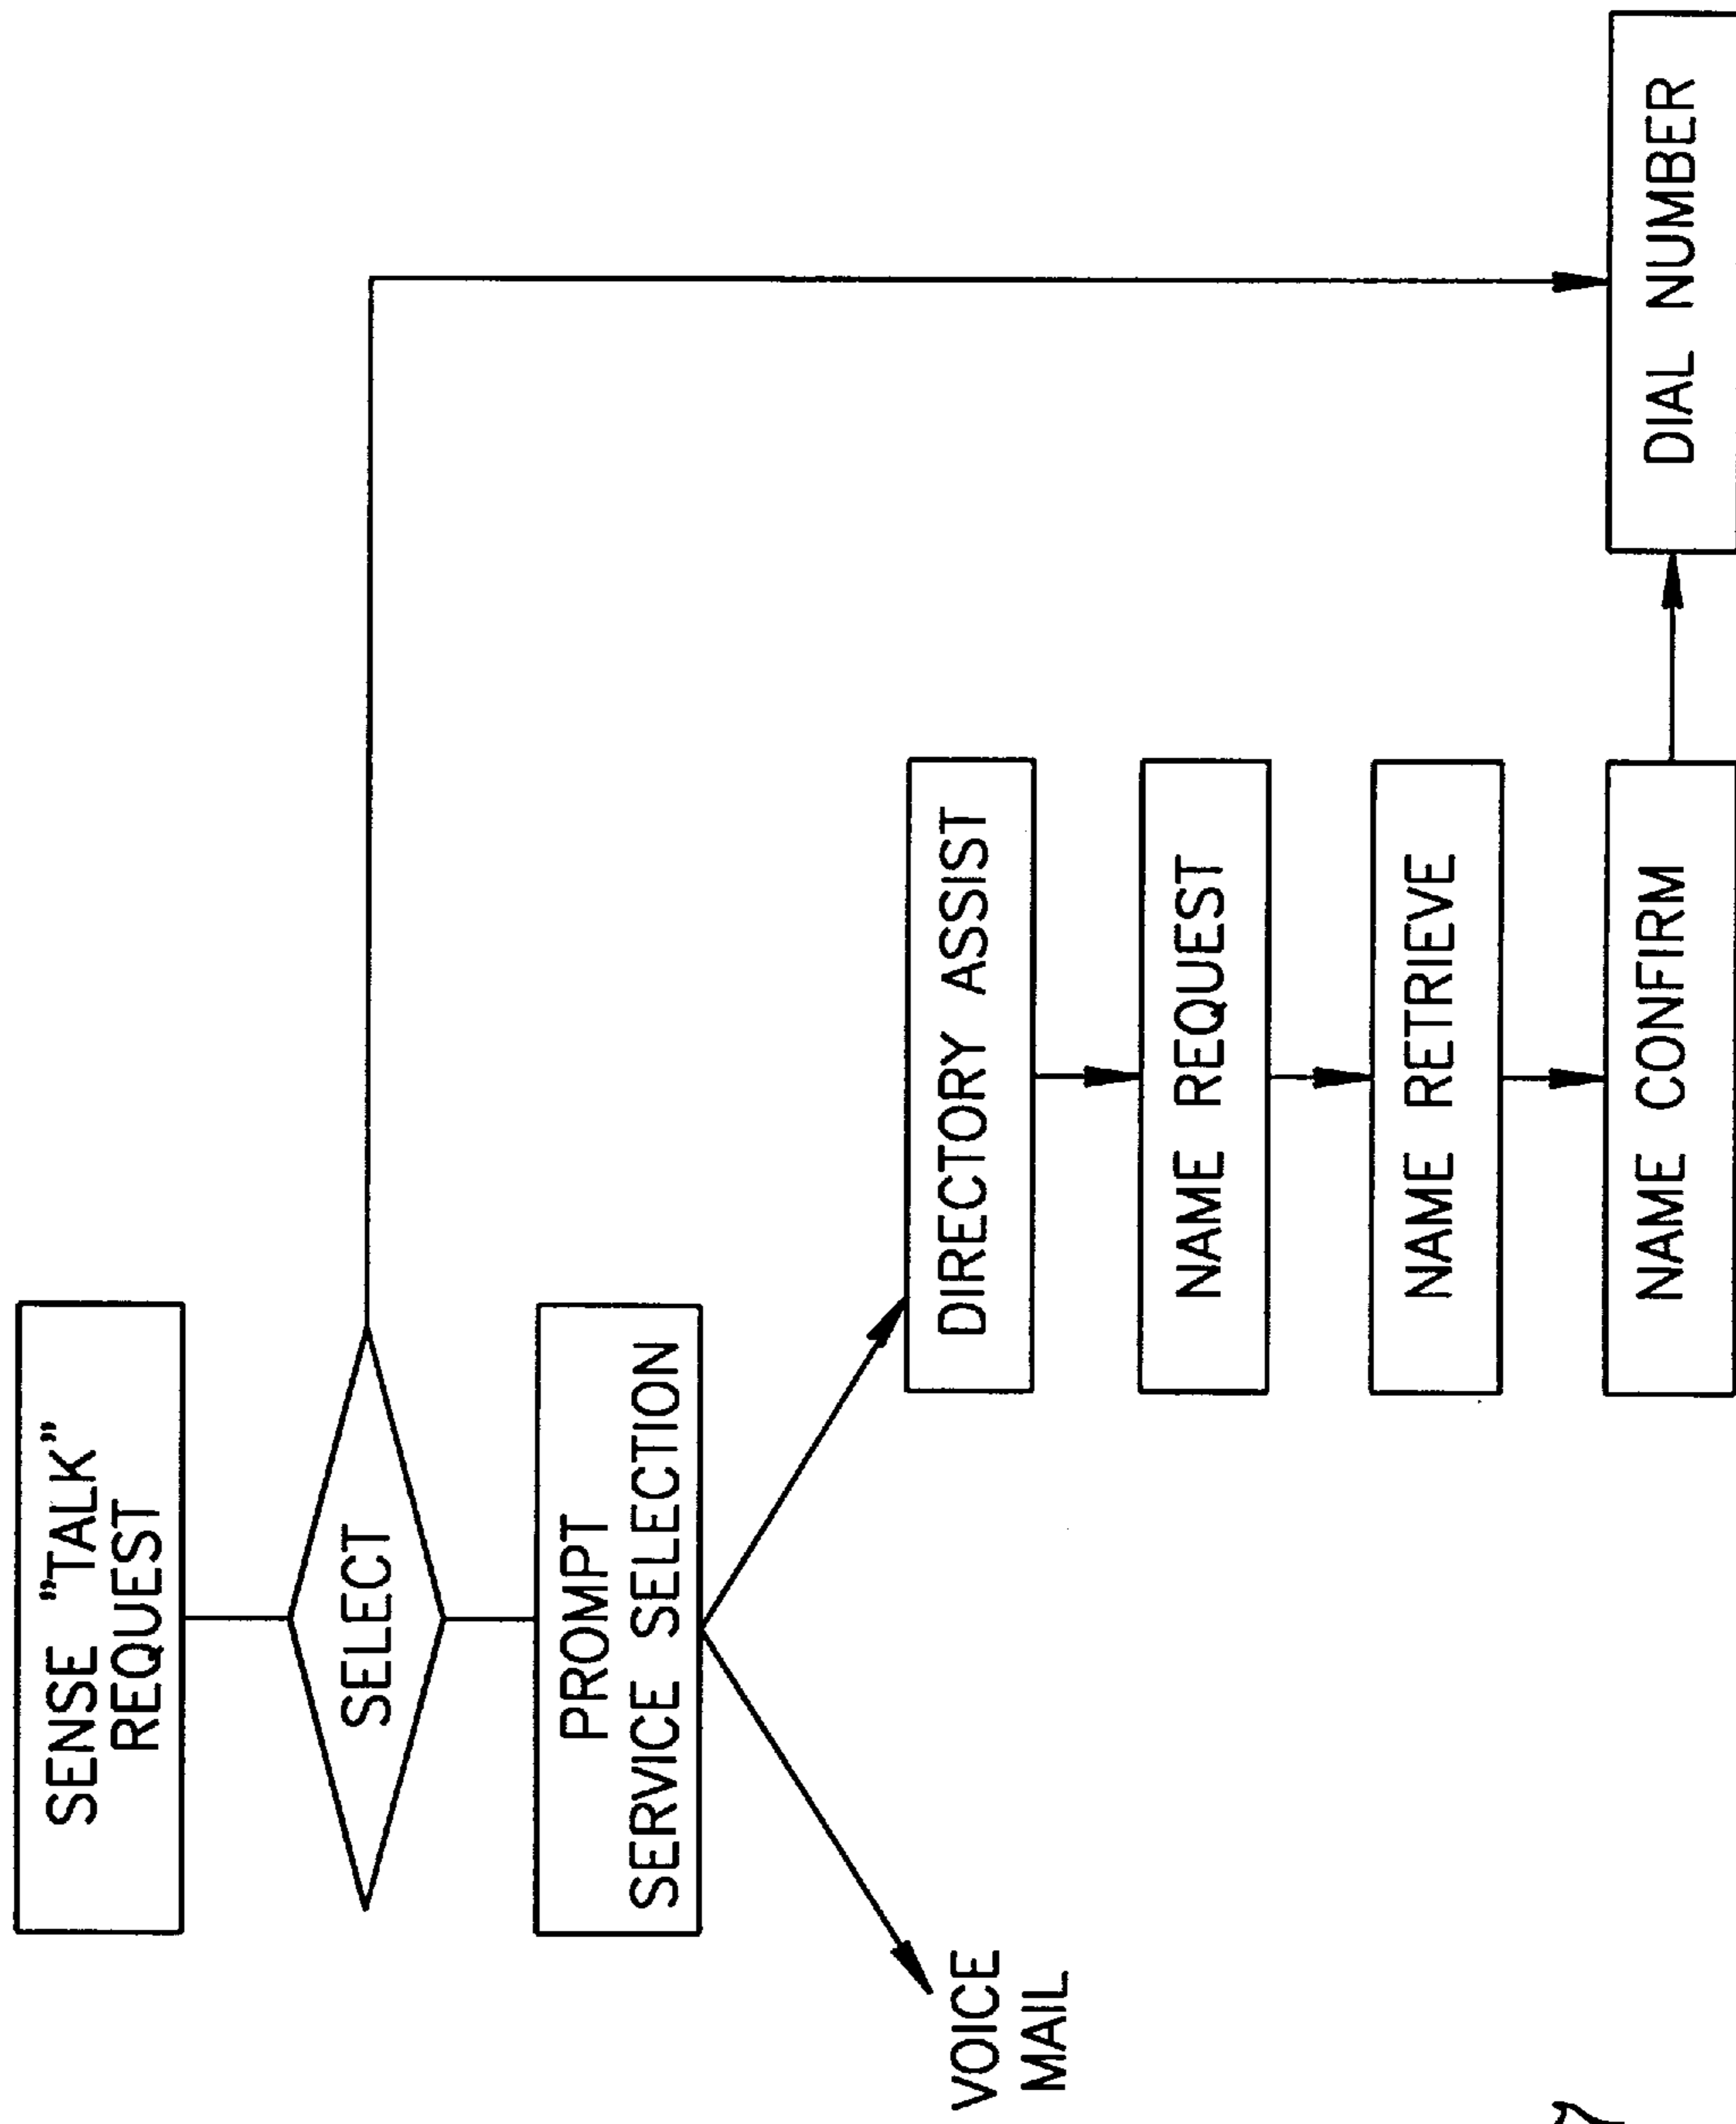 SENSE "TALK"
REQUEST
SELECT
PROMPT
SERVICE SELECTION
VOICE
MAIL
DIRECTORY ASSIST
NAME REQUEST
NAME RETRIEVE
NAME CONFIRM
DIAL NUMBER